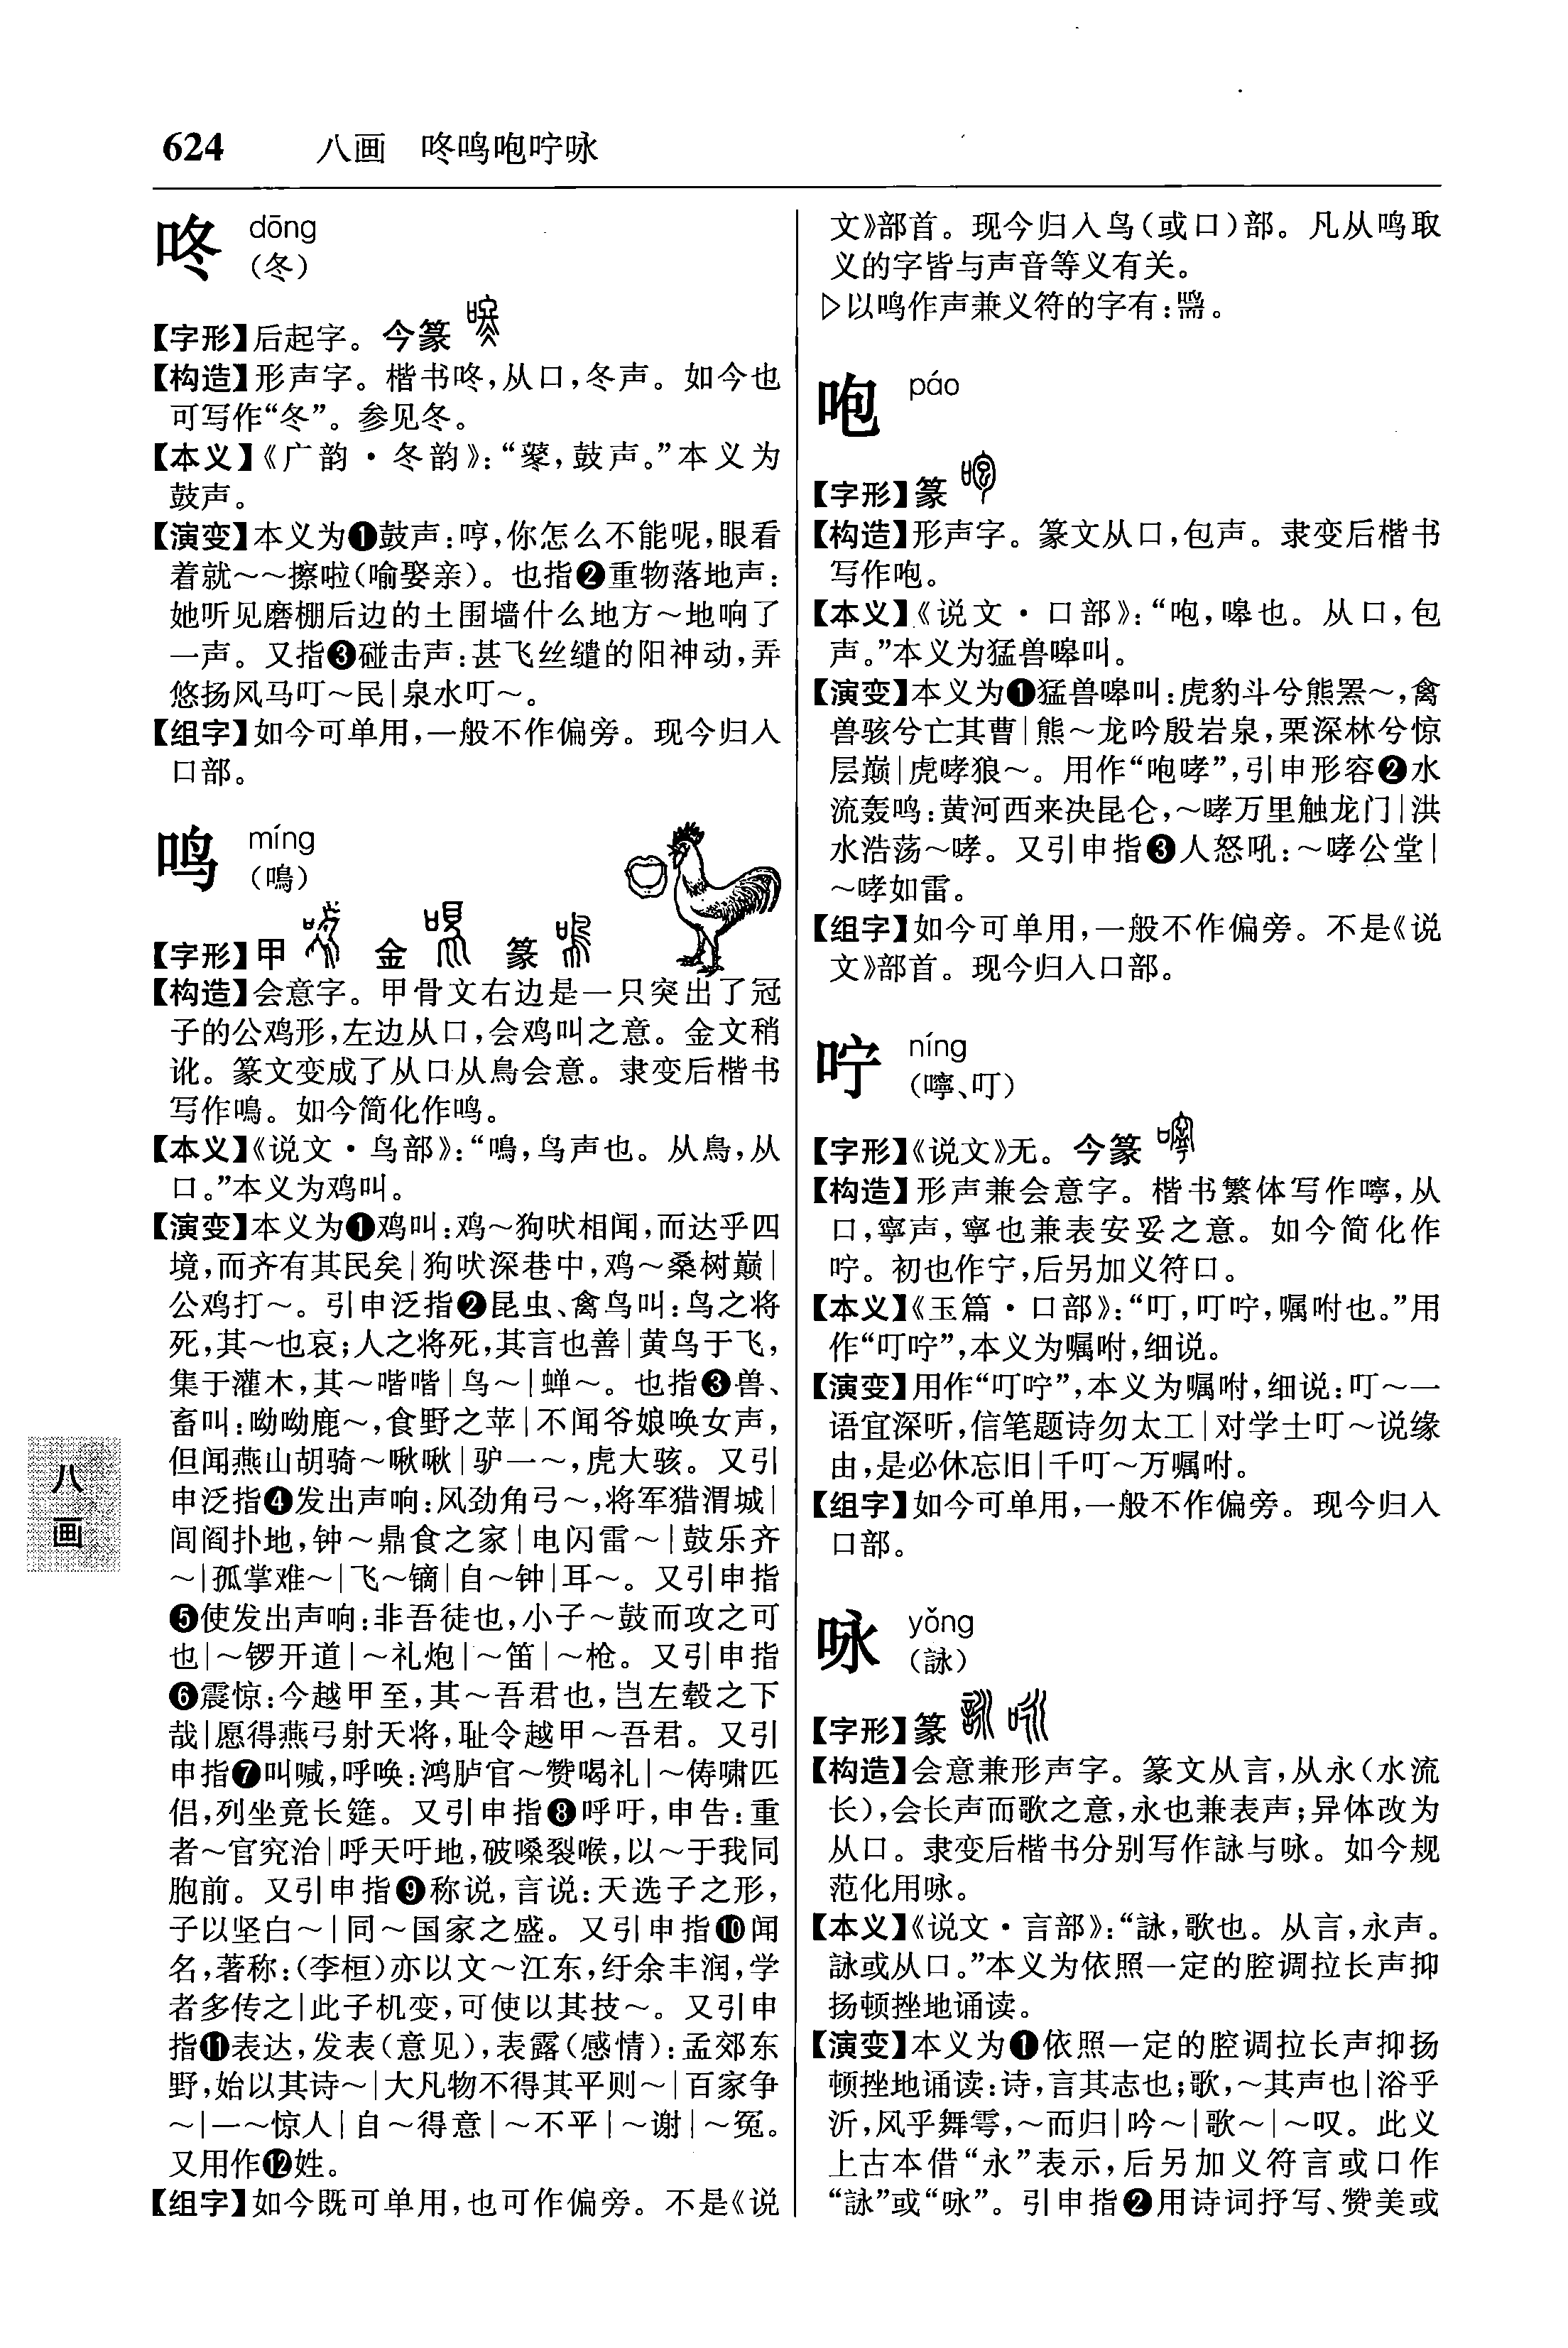 624 八画 咚鸣咆咛咏
咚 dōng
（冬）
【字形】后起字。今篆
【构造】形声字。楷书咚，从口，冬声。如今也
可写作“冬”。参见冬。
【本义】《广韵·冬韵》：“鼕，鼓声。”本义为
鼓声。
【演变】本义为❶鼓声：哼，你怎么不能呢，眼看
着就～～擦啦（喻娶亲）。也指❷重物落地声：
她听见磨棚后边的土围墙什么地方～地响了
一声。又指❸碰击声：甚飞丝缱的阳神动，弄
悠扬风马叮～民|泉水叮～。
【组字】如今可单用，一般不作偏旁。现今归入
口部。
鸣 míng
（鳴）
【字形】甲 金 篆
【构造】会意字。甲骨文右边是一只突出了冠
子的公鸡形，左边从口，会鸡叫之意。金文稍
讹。篆文变成了从口从鳥会意。隶变后楷书
写作鳴。如今简化作鸣。
【本义】《说文·鸟部》：“鳴，鸟声也。从鳥，从
口。”本义为鸡叫。
【演变】本义为❶鸡叫：鸡～狗吠相闻，而达乎四
境，而齐有其民矣|狗吠深巷中，鸡～桑树巅|
公鸡打～。引申泛指❷昆虫、禽鸟叫：鸟之将
死，其～也哀；人之将死，其言也善|黄鸟于飞，
集于灌木，其～喈喈|鸟～|蝉～。也指❸兽、
畜叫：呦呦鹿～，食野之苹|不闻爷娘唤女声，
但闻燕山胡骑～啾啾|驴一～，虎大骇。又引
申泛指❹发出声响：风劲角弓～，将军猎渭城|
闾阎扑地，钟～鼎食之家|电闪雷～|鼓乐齐
～|孤掌难～|飞～镝|自～钟|耳～。又引申指
❺使发出声响：非吾徒也，小子～鼓而攻之可
也|～锣开道|～礼炮|～笛|～枪。又引申指
❻震惊：今越甲至，其～吾君也，岂左毂之下
哉|愿得燕弓射天将，耻令越甲～吾君。又引
申指❼叫喊，呼唤：鸿胪官～赞喝礼|～俦啸匹
侣，列坐竟长筵。又引申指❽呼吁，申告：重
者～官究治|呼天吁地，破嗓裂喉，以～于我同
胞前。又引申指❾称说，言说：天选子之形，
子以坚白～|同～国家之盛。又引申指❿闻
名，著称：（李桓）亦以文～江东，纡余丰润，学
者多传之|此子机变，可使以其技～。又引申
指⓫表达，发表（意见），表露（感情）：孟郊东
野，始以其诗～|大凡物不得其平则～|百家争
～|一～惊人|自～得意|～不平|～谢|～冤。
又用作⓬姓。
【组字】如今既可单用，也可作偏旁。不是《说
文》部首。现今归入鸟（或口）部。凡从鸣取
义的字皆与声音等义有关。
▷以鸣作声兼义符的字有：。
咆 páo
【字形】篆
【构造】形声字。篆文从口，包声。隶变后楷书
写作咆。
【本义】《说文·口部》：“咆，嗥也。从口，包
声。”本义为猛兽嗥叫。
【演变】本义为❶猛兽嗥叫：虎豹斗兮熊罴～，禽
兽骇兮亡其曹|熊～龙吟殷岩泉，栗深林兮惊
层巅|虎哮狼～。用作“咆哮”，引申形容❷水
流轰鸣：黄河西来决昆仑，～哮万里触龙门|洪
水浩荡～哮。又引申指❸人怒吼：～哮公堂|
～哮如雷。
【组字】如今可单用，一般不作偏旁。不是《说
文》部首。现今归入口部。
咛 níng
（嚀、叮）
【字形】《说文》无。今篆
【构造】形声兼会意字。楷书繁体写作嚀，从
口，寧声，寧也兼表安妥之意。如今简化作
咛。初也作宁，后另加义符口。
【本义】《玉篇·口部》：“叮，叮咛，嘱咐也。”用
作“叮咛”，本义为嘱咐，细说。
【演变】用作“叮咛”，本义为嘱咐，细说：叮～一
语宜深听，信笔题诗勿太工|对学士叮～说缘
由，是必休忘旧|千叮～万嘱咐。
【组字】如今可单用，一般不作偏旁。现今归入
口部。
咏 yǒng
（詠）
【字形】篆
【构造】会意兼形声字。篆文从言，从永（水流
长），会长声而歌之意，永也兼表声；异体改为
从口。隶变后楷书分别写作詠与咏。如今规
范化用咏。
【本义】《说文·言部》：“詠，歌也。从言，永声。
詠或从口。”本义为依照一定的腔调拉长声抑
扬顿挫地诵读。
【演变】本义为❶依照一定的腔调拉长声抑扬
顿挫地诵读：诗，言其志也；歌，～其声也|浴乎
沂，风乎舞雩，～而归|吟～|歌～|～叹。此义
上古本借“永”表示，后另加义符言或口作
“詠”或“咏”。引申指❷用诗词抒写、赞美或
八
画